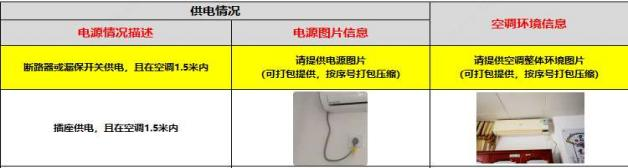 供电情况
电源情况描述
电源图片信息
空调环境信息
断路器或漏保开关供电，且在空调1.5米内
请提供电源图片
(可打包提供，按序号打包压缩)
请提供空调整体环境图片
(可打包提供，按序号打包压缩)
插座供电，且在空调1.5米内